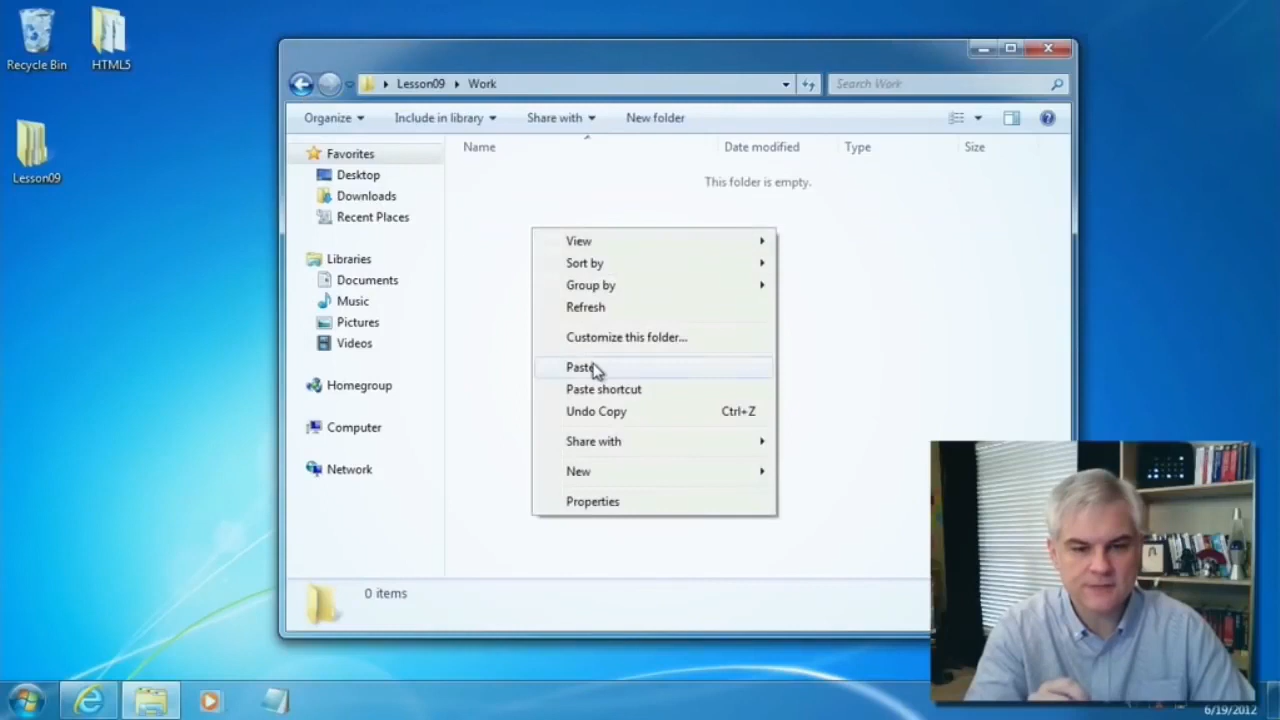 Recycle Bin
HTML5
Lesson09
Lesson09
Work
Search Work
Organize
Include in library
Share with
New folder
Favorites
Desktop
Downloads
Recent Places
Libraries
Documents
Music
Pictures
Videos
Homegroup
Computer
Network
Name
Date modified
Type
Size
This folder is empty.
View
Sort by
Group by
Refresh
Customize this folder...
Paste
Paste shortcut
Undo Copy Ctrl+Z
Share with
New
Properties
0 items
6/19/2012